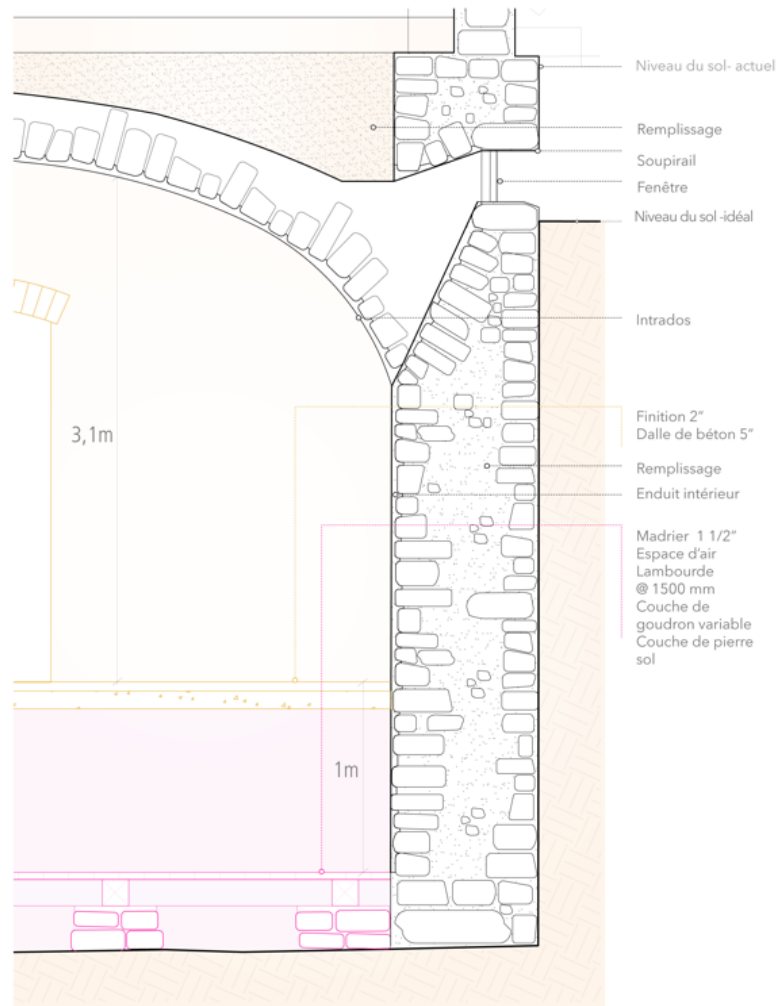 Niveau du sol- actuel
Remplissage
Soupirail
Fenêtre
Niveau du sol -idéal
Intrados
3,1m
Finition 2”
Dalle de béton 5”
Remplissage
Enduit intérieur
Madrier 1 1/2”
Espace d’air
Lambourde
@ 1500 mm
Couche de
goudron variable
Couche de pierre
sol
1m